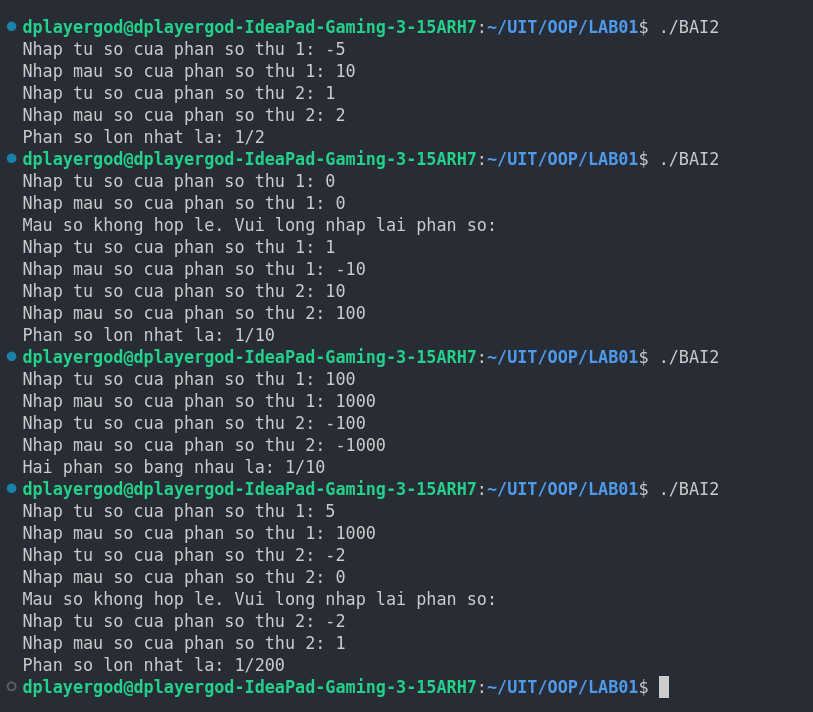 dplayergod@dplayergod-IdeaPad-Gaming-3-15ARH7:~/UIT/OOP/LAB01$ ./BAI2
Nhap tu so cua phan so thu 1: -5
Nhap mau so cua phan so thu 1: 10
Nhap tu so cua phan so thu 2: 1
Nhap mau so cua phan so thu 2: 2
Phan so lon nhat la: 1/2
dplayergod@dplayergod-IdeaPad-Gaming-3-15ARH7:~/UIT/OOP/LAB01$ ./BAI2
Nhap tu so cua phan so thu 1: 0
Nhap mau so cua phan so thu 1: 0
Mau so khong hop le. Vui long nhap lai phan so:
Nhap tu so cua phan so thu 1: 1
Nhap mau so cua phan so thu 1: -10
Nhap tu so cua phan so thu 2: 10
Nhap mau so cua phan so thu 2: 100
Phan so lon nhat la: 1/10
dplayergod@dplayergod-IdeaPad-Gaming-3-15ARH7:~/UIT/OOP/LAB01$ ./BAI2
Nhap tu so cua phan so thu 1: 100
Nhap mau so cua phan so thu 1: 1000
Nhap tu so cua phan so thu 2: -100
Nhap mau so cua phan so thu 2: -1000
Hai phan so bang nhau la: 1/10
dplayergod@dplayergod-IdeaPad-Gaming-3-15ARH7:~/UIT/OOP/LAB01$ ./BAI2
Nhap tu so cua phan so thu 1: 5
Nhap mau so cua phan so thu 1: 1000
Nhap tu so cua phan so thu 2: -2
Nhap mau so cua phan so thu 2: 0
Mau so khong hop le. Vui long nhap lai phan so:
Nhap tu so cua phan so thu 2: -2
Nhap mau so cua phan so thu 2: 1
Phan so lon nhat la: 1/200
dplayergod@dplayergod-IdeaPad-Gaming-3-15ARH7:~/UIT/OOP/LAB01$